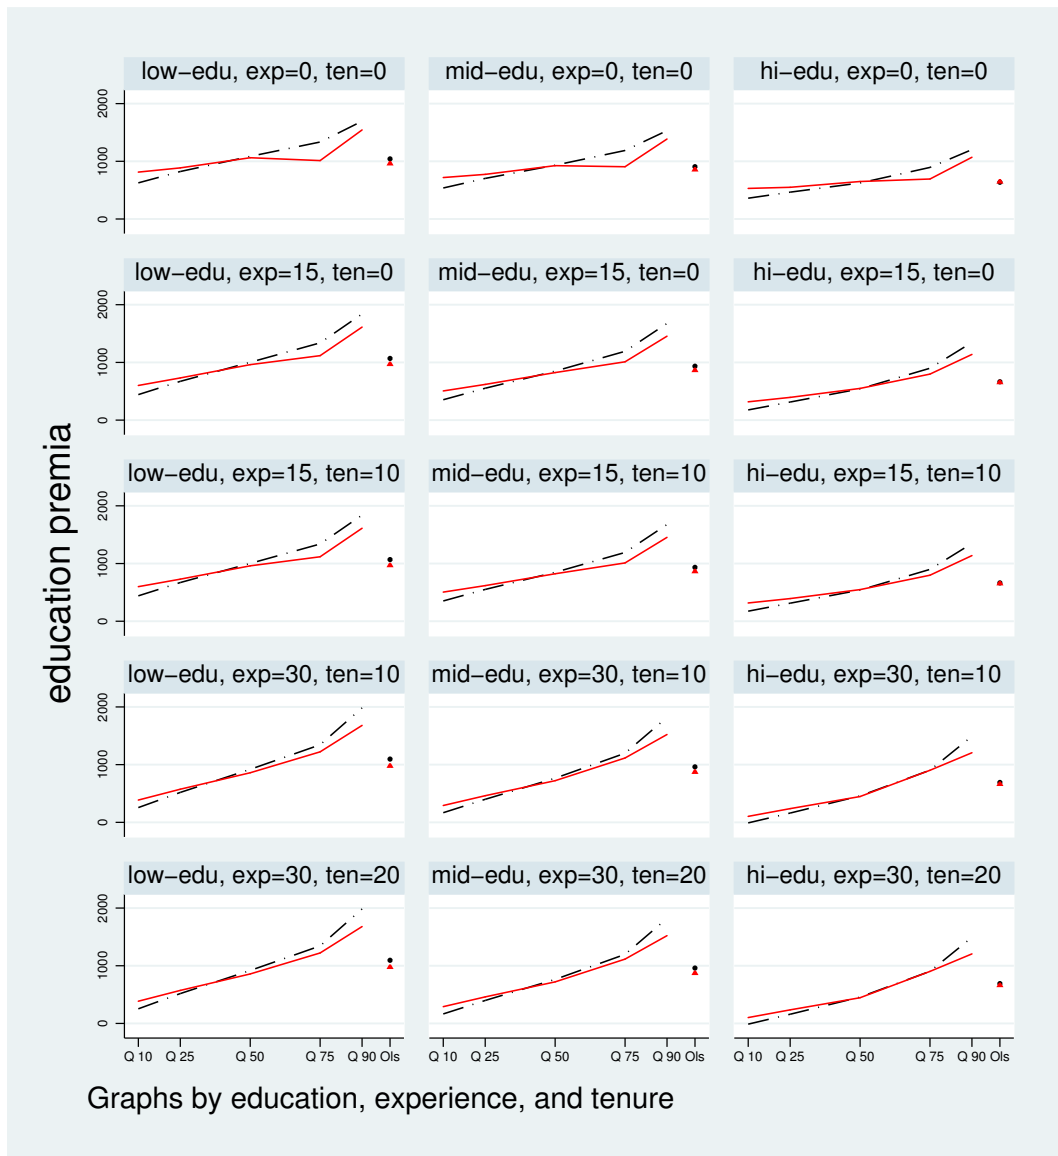 low−edu, exp=0, ten=0
mid−edu, exp=0, ten=0
hi−edu, exp=0, ten=0
2000
1000
0
low−edu, exp=15, ten=0
mid−edu, exp=15, ten=0
hi−edu, exp=15, ten=0
2000
1000
0
low−edu, exp=15, ten=10
mid−edu, exp=15, ten=10
hi−edu, exp=15, ten=10
2000
1000
0
low−edu, exp=30, ten=10
mid−edu, exp=30, ten=10
hi−edu, exp=30, ten=10
2000
1000
0
low−edu, exp=30, ten=20
mid−edu, exp=30, ten=20
hi−edu, exp=30, ten=20
2000
1000
0
education premia
Q 10 Q 25 Q 50 Q 75 Q 90 Ols
Q 10 Q 25 Q 50 Q 75 Q 90 Ols
Q 10 Q 25 Q 50 Q 75 Q 90 Ols
Graphs by education, experience, and tenure